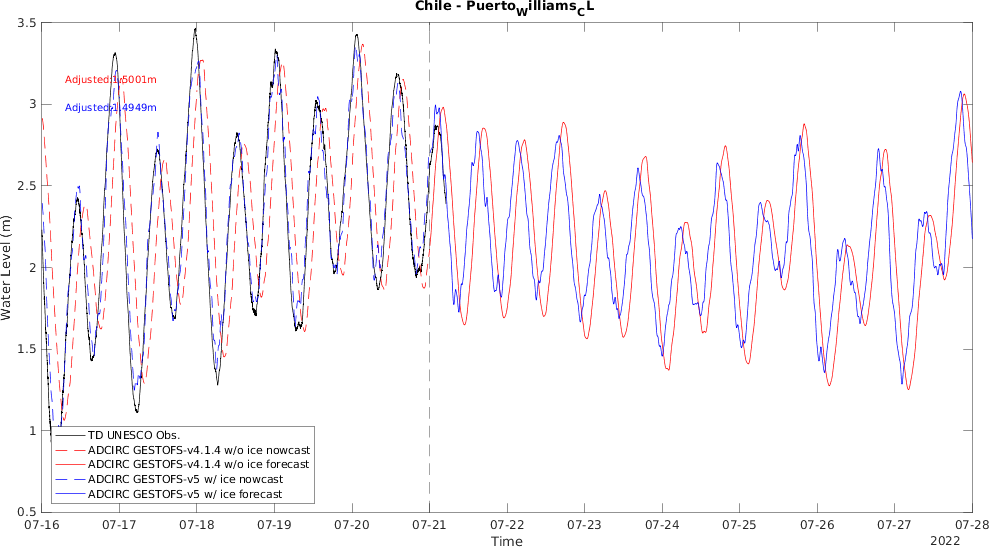 Chile - PuertoWilliamsCL
3.5
3
2.5
2
1.5
1
0.5
Water Level (m)
Adjusted:1.5001m
Adjusted:1.4949m
TD UNESCO Obs.
ADCIRC GESTOFS-v4.1.4 w/o ice nowcast
ADCIRC GESTOFS-v4.1.4 w/o ice forecast
ADCIRC GESTOFS-v5 w/ ice nowcast
ADCIRC GESTOFS-v5 w/ ice forecast
07-16 07-17 07-18 07-19 07-20 07-21 07-22 07-23 07-24 07-25 07-26 07-27 07-28
Time
2022